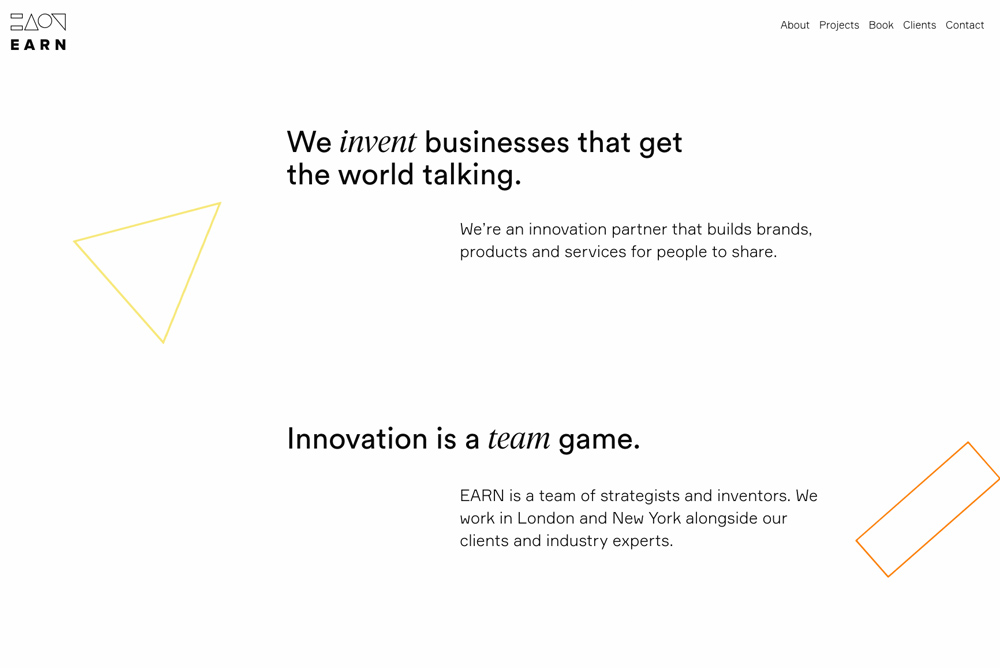 EARN
About Projects Book Clients Contact
We invent businesses that get
the world talking.
We’re an innovation partner that builds brands,
products and services for people to share.
Innovation is a team game.
EARN is a team of strategists and inventors. We
work in London and New York alongside our
clients and industry experts.